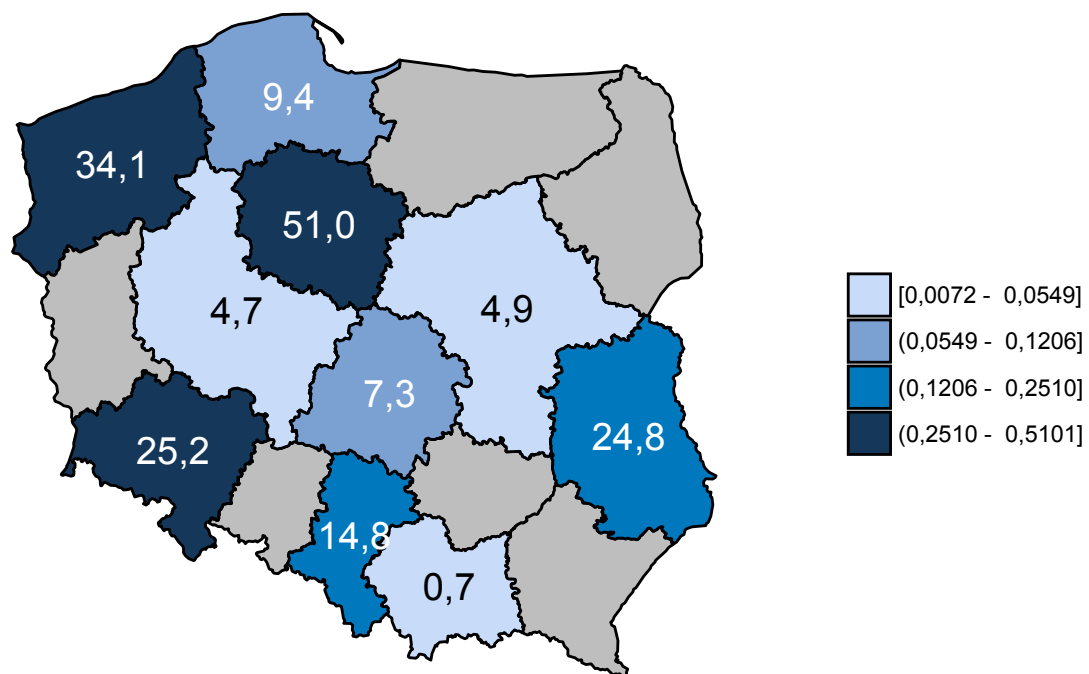 9,4
34,1
51,0
4,7
4,9
7,3
24,8
25,2
14,8
0,7
[0,0072 - 0,0549]
(0,0549 - 0,1206]
(0,1206 - 0,2510]
(0,2510 - 0,5101]